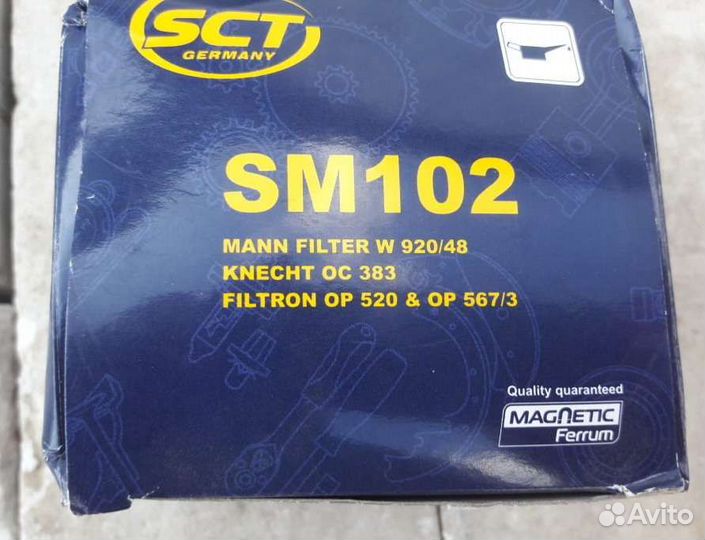 SCT
GERMANY
SM102
MANN FILTER W 920/48
KNECHT OC 383
FILTRON OP 520 & OP 567/3
Quality quaranteed
MAGNETIC
Ferrum
Avito